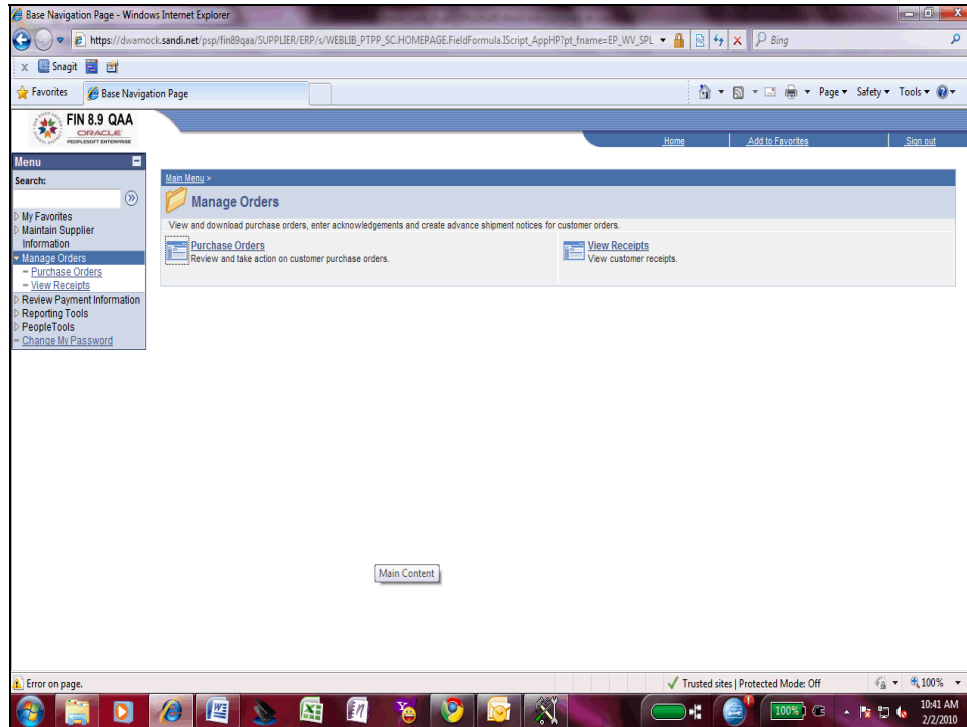 Base Navigation Page - Windows Internet Explorer
https://dwamock.sandi.net/psp/fin89qaa/SUPPLIER/ERP/s/WEBLIB_PTPP_SC.HOMEPAGE.FieldFormula.IScript_AppHP?pt_fname=EP_WV_SPL
Bing
x Snagit
Favorites Base Navigation Page Page Safety Tools
FIN 8.9 QAA
ORACLE
PEOPLESOFT ENTERPRISE
Home Add to Favorites Sign out
Menu
Search:
My Favorites
Maintain Supplier
Information
Manage Orders
Purchase Orders
View Receipts
Review Payment Information
Reporting Tools
PeopleTools
Change My Password
Main Menu >
Manage Orders
View and download purchase orders, enter acknowledgements and create advance shipment notices for customer orders.
Purchase Orders
Review and take action on customer purchase orders.
View Receipts
View customer receipts.
Main Content
Error on page. Trusted sites | Protected Mode: Off 100%
100% 10:41 AM
2/2/2010